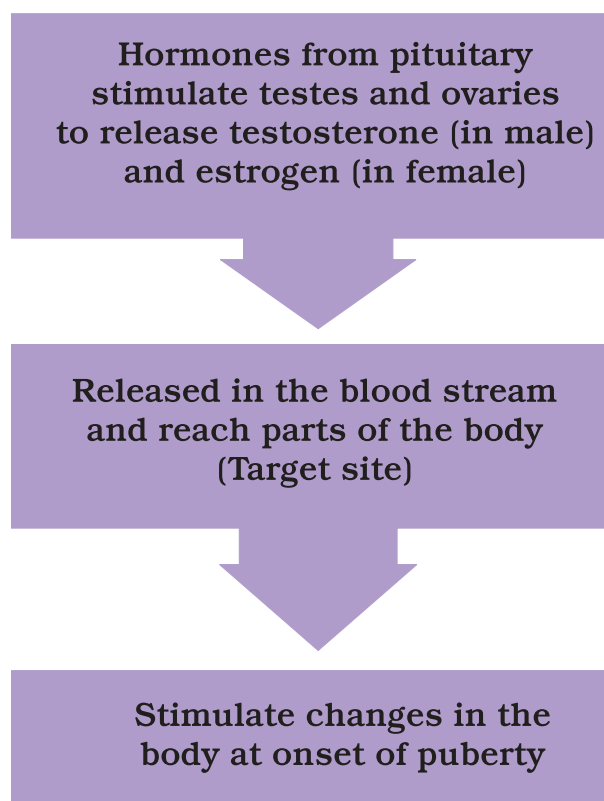 Hormones from pituitary
stimulate testes and ovaries
to release testosterone (in male)
and estrogen (in female)
Released in the blood stream
and reach parts of the body
(Target site)
Stimulate changes in the
body at onset of puberty